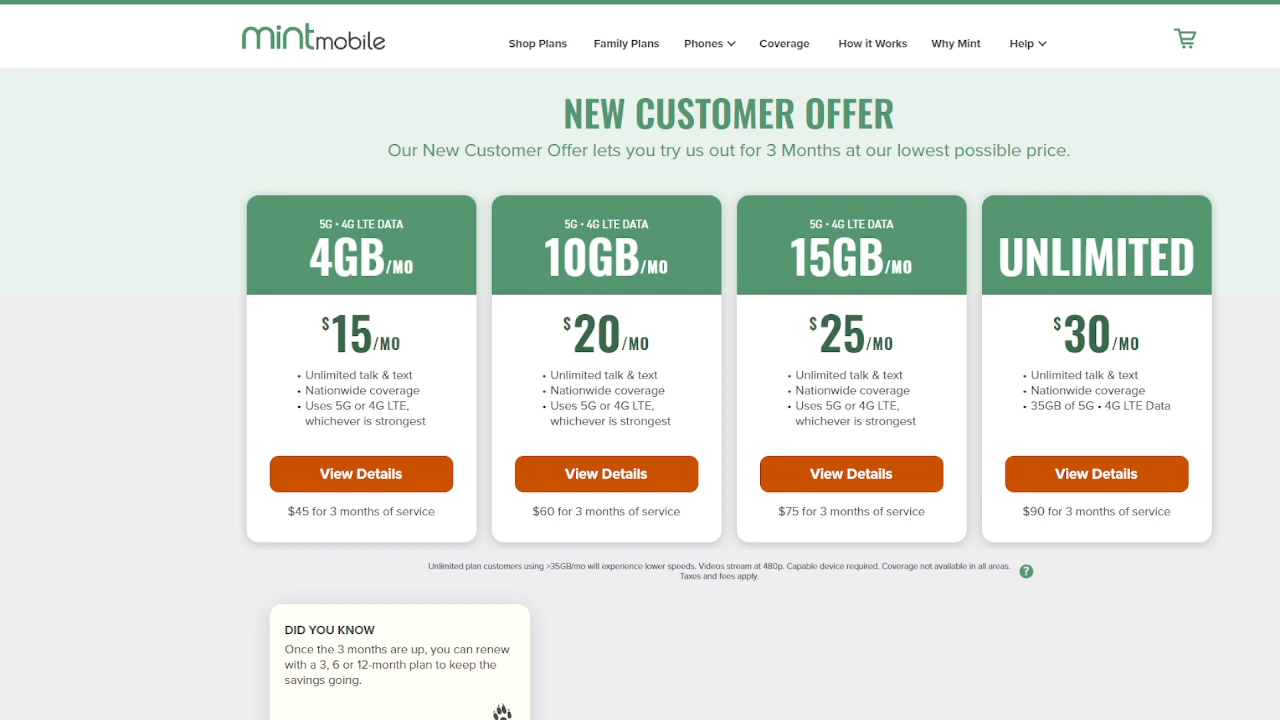 mintmobile
Shop Plans
Family Plans
Phones
Coverage
How it Works
Why Mint
Help
NEW CUSTOMER OFFER
Our New Customer Offer lets you try us out for 3 Months at our lowest possible price.
5G • 4G LTE DATA
4GB/MO
$15/MO
• Unlimited talk & text
• Nationwide coverage
• Uses 5G or 4G LTE,
whichever is strongest
View Details
$45 for 3 months of service
5G • 4G LTE DATA
10GB/MO
$20/MO
• Unlimited talk & text
• Nationwide coverage
• Uses 5G or 4G LTE,
whichever is strongest
View Details
$60 for 3 months of service
5G • 4G LTE DATA
15GB/MO
$25/MO
• Unlimited talk & text
• Nationwide coverage
• Uses 5G or 4G LTE,
whichever is strongest
View Details
$75 for 3 months of service
UNLIMITED
$30/MO
• Unlimited talk & text
• Nationwide coverage
• 35GB of 5G • 4G LTE Data
View Details
$90 for 3 months of service
Unlimited plan customers using >35GB/mo will experience lower speeds. Videos stream at 480p. Capable device required. Coverage not available in all areas.
Taxes and fees apply.
?
DID YOU KNOW
Once the 3 months are up, you can renew
with a 3, 6 or 12-month plan to keep the
savings going.